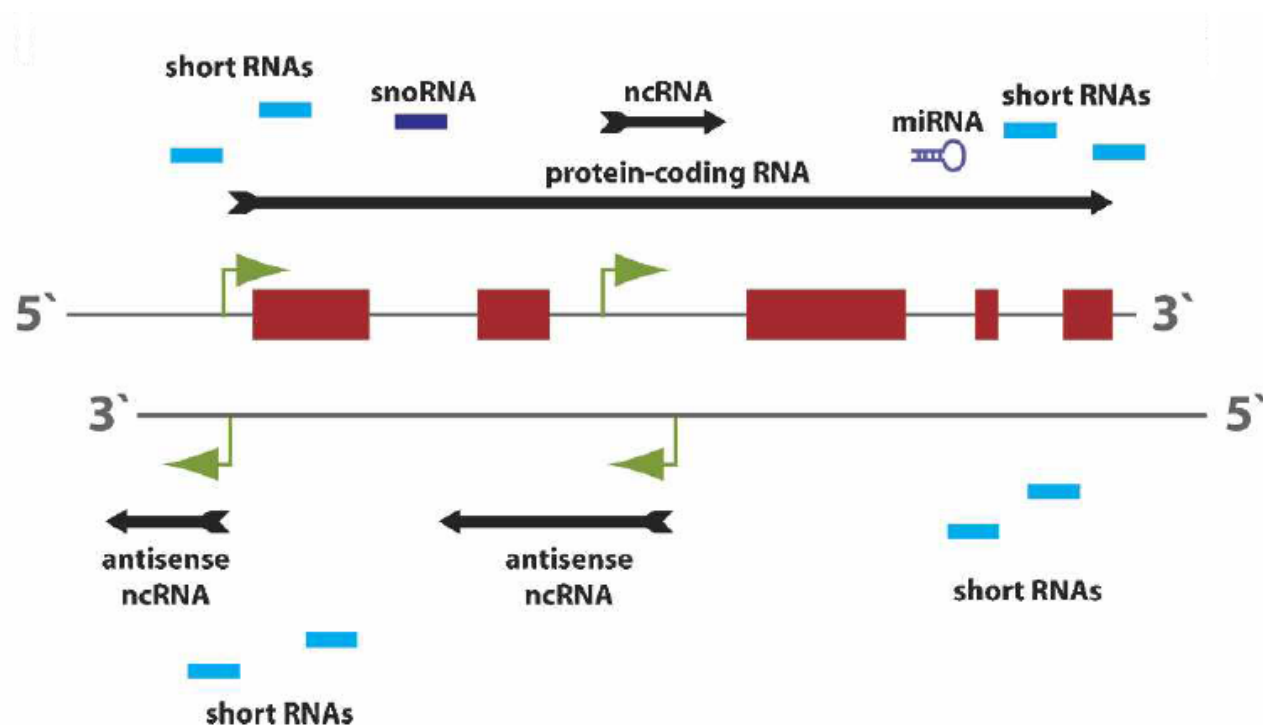 short RNAs
snoRNA
ncRNA
short RNAs
miRNA
protein-coding RNA
5`
3`
3`
5`
antisense
ncRNA
antisense
ncRNA
short RNAs
short RNAs